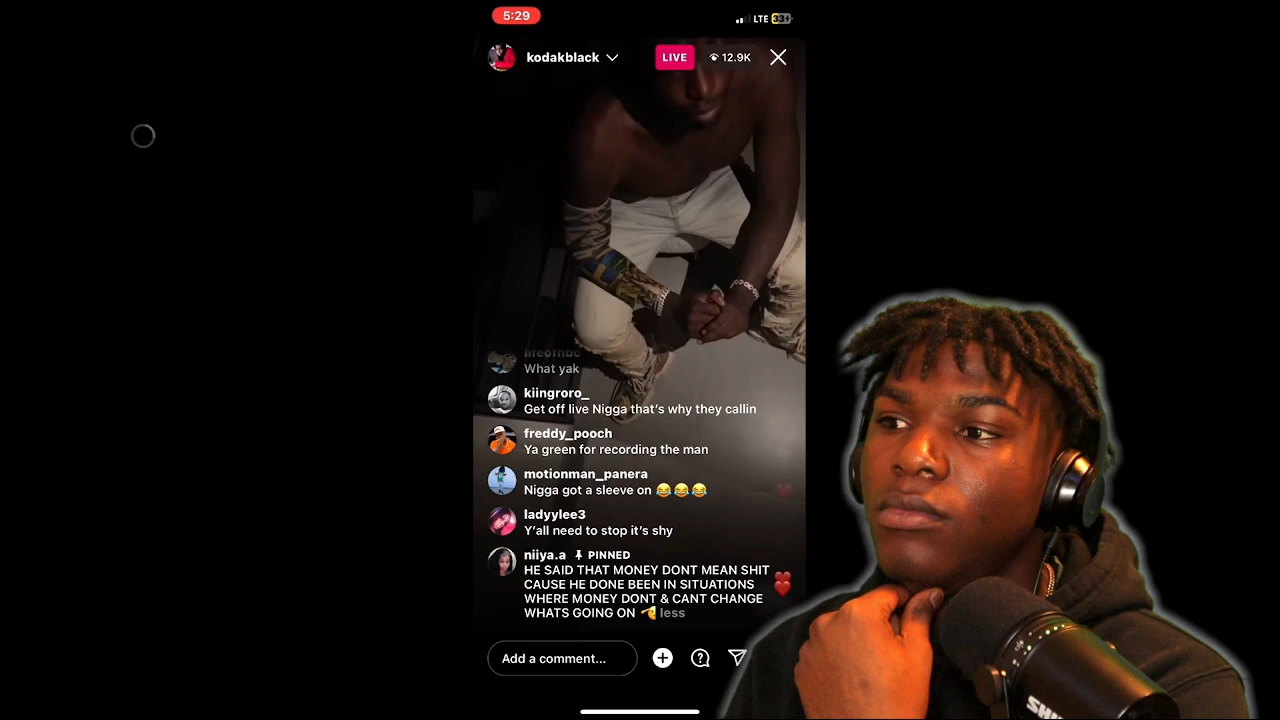 5:29
LTE 33
kodakblack
LIVE
12.9K
lifeofnbc
What yak
kiingroro_
Get off live Nigga that's why they callin
freddy_pooch
Ya green for recording the man
motionman_panera
Nigga got a sleeve on 😂😂😂
ladyylee3
Y'all need to stop it's shy
niiya.a PINNED
HE SAID THAT MONEY DONT MEAN SHIT
CAUSE HE DONE BEEN IN SITUATIONS
WHERE MONEY DONT & CANT CHANGE
WHATS GOING ON 🫡 less
Add a comment...